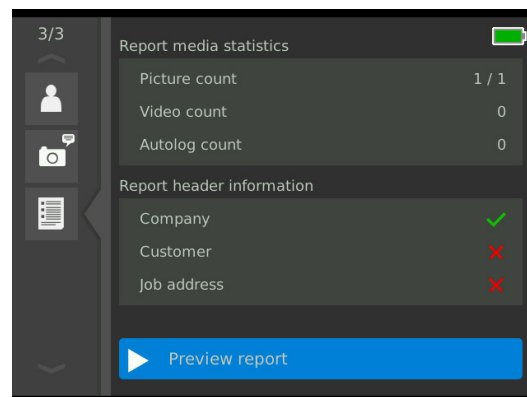 3/3
Report media statistics
Picture count 1 / 1
Video count 0
Autolog count 0
Report header information
Company
Customer
Job address
Preview report